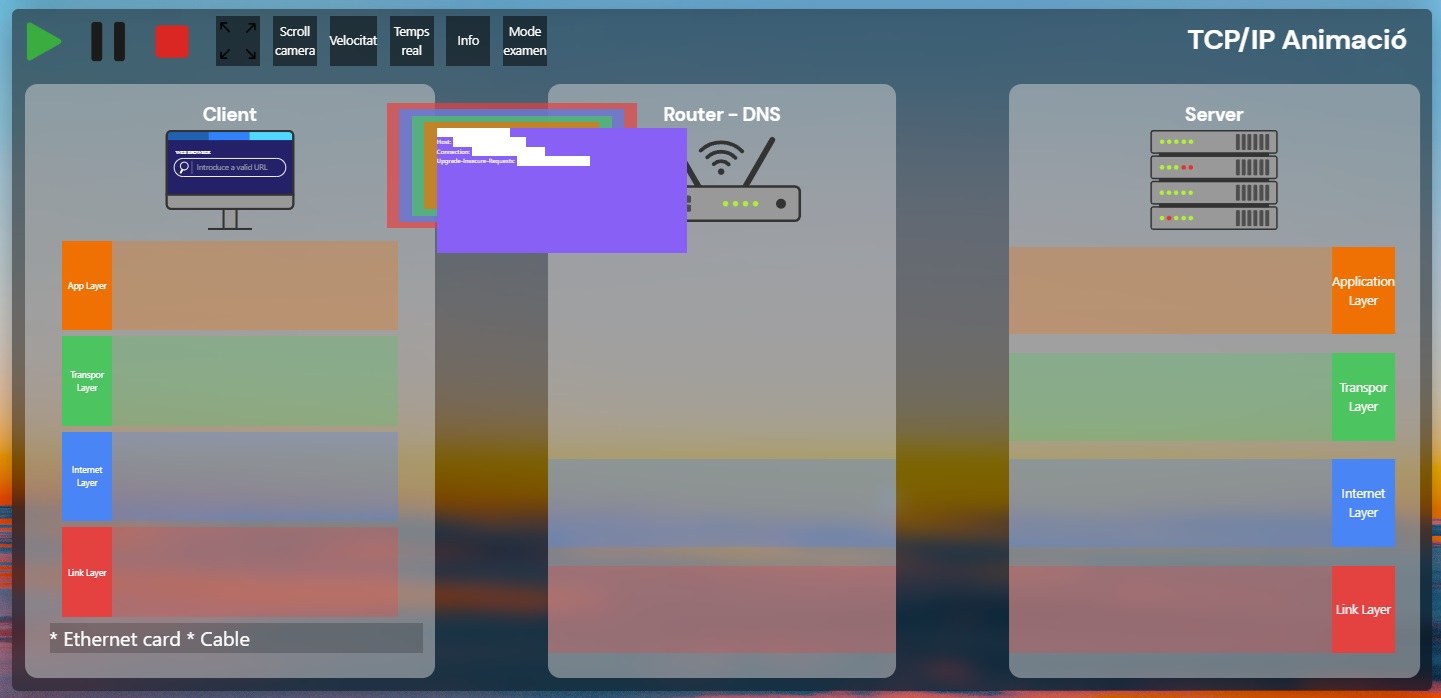 Scroll
camera
Velocitat
Temps
real
Info
Mode
examen
TCP/IP Animació
Client
WEB BROWSER
Introduce a valid URL
App Layer
Transpor
Layer
Internet
Layer
Link Layer
* Ethernet card * Cable
Host:
Connection:
Upgrade-Insecure-Requests:
Router - DNS
Server
Application
Layer
Transpor
Layer
Internet
Layer
Link Layer